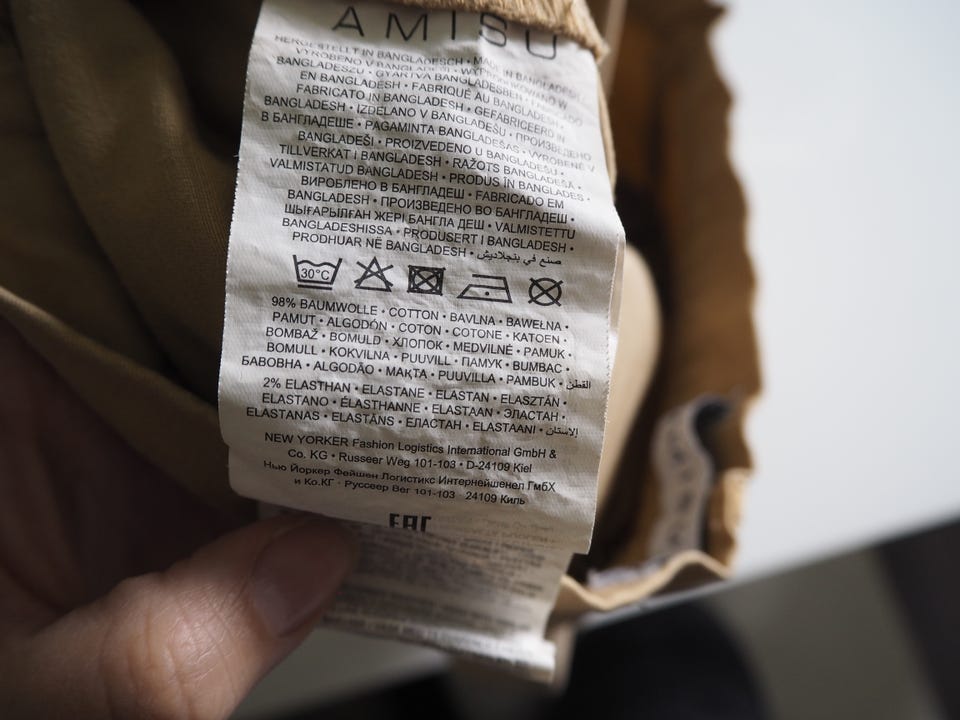 AMISU
HERGESTELLT IN BANGLADESCH • MADE IN BANGLADESH •
VYROBENO V BANGLADÉŠI • WYPRODUKOWANO W
BANGLADESZU • GYÁRTVA BANGLADESBEN •
EN BANGLADESH • FABRIQUÉ AU BANGLADESH •
FABRICATO IN BANGLADESH • GEFABRICEERD IN
BANGLADESH • IZDELANO V BANGLADEŠU • ПРОИЗВЕДЕНО
В БАНГЛАДЕШЕ • PAGAMINTA BANGLADEŠAS • VYROBENÉ V
BANGLADEŠI • PROIZVEDENO U BANGLADEŠU •
TILLVERKAT I BANGLADESH • RAŽOTS BANGLADEŠA •
VALMISTATUD BANGLADESH • PRODUS ÎN BANGLADES •
ВИРОБЛЕНО В БАНГЛАДЕШ • FABRICADO EM
BANGLADESH • ПРОИЗВЕДЕНО ВО БАНГЛАДЕШ •
ШЫҒАРЫЛҒАН ЖЕРІ БАНГЛА ДЕШ • VALMISTETTU
BANGLADESHISSA • PRODUSERT I BANGLADESH •
PRODHUAR NË BANGLADESH • صنع في بنجلاديش
30°C
98% BAUMWOLLE • COTTON • BAVLNA • BAWEŁNA •
PAMUT • ALGODÓN • COTON • COTONE • KATOEN •
BOMBAŽ • BOMULD • ХЛОПОК • MEDVILNĖ • PAMUK •
BOMULL • KOKVILNA • PUUVILL • ПАМУК • BUMBAC •
БАВОВНА • ALGODÃO • МАҚТА • PUUVILLA • PAMBUK • القطن
2% ELASTHAN • ELASTANE • ELASTAN • ELASZTÁN •
ELASTANO • ÉLASTHANNE • ELASTAAN • ЭЛАСТАН •
ELASTANAS • ELASTĀNS • ЕЛАСТАН • ELASTAANI • الإلاستان
NEW YORKER Fashion Logistics International GmbH &
Co. KG • Russeer Weg 101-103 • D-24109 Kiel
Нью Йоркер Фейшен Логистикс Интернейшенел ГмбХ
и Ко.КГ • Руссеер Вег 101-103 24109 Киль
EAC